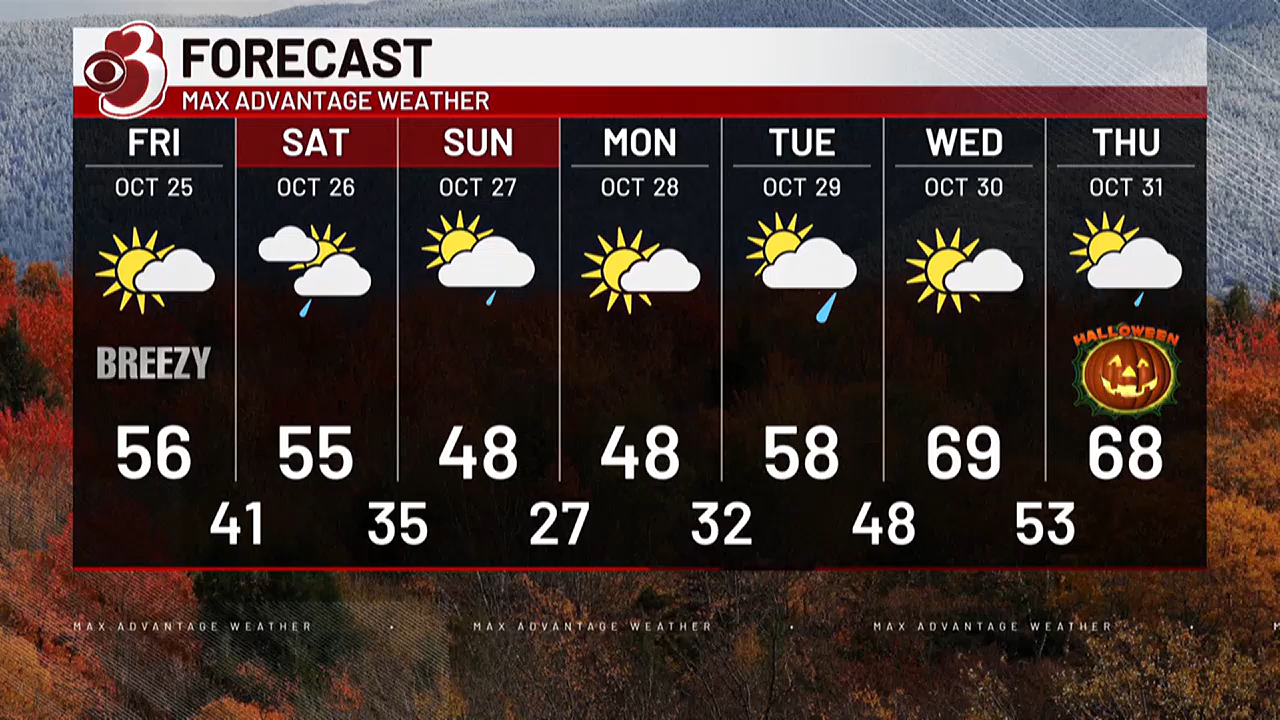 3 FORECAST
MAX ADVANTAGE WEATHER
FRI SAT SUN MON TUE WED THU
OCT 25 OCT 26 OCT 27 OCT 28 OCT 29 OCT 30 OCT 31
HALLOWEEN
BREEZY
56 55 48 48 58 69 68
41 35 27 32 48 53
MAX ADVANTAGE WEATHER · MAX ADVANTAGE WEATHER · MAX ADVANTAGE WEATHER ·